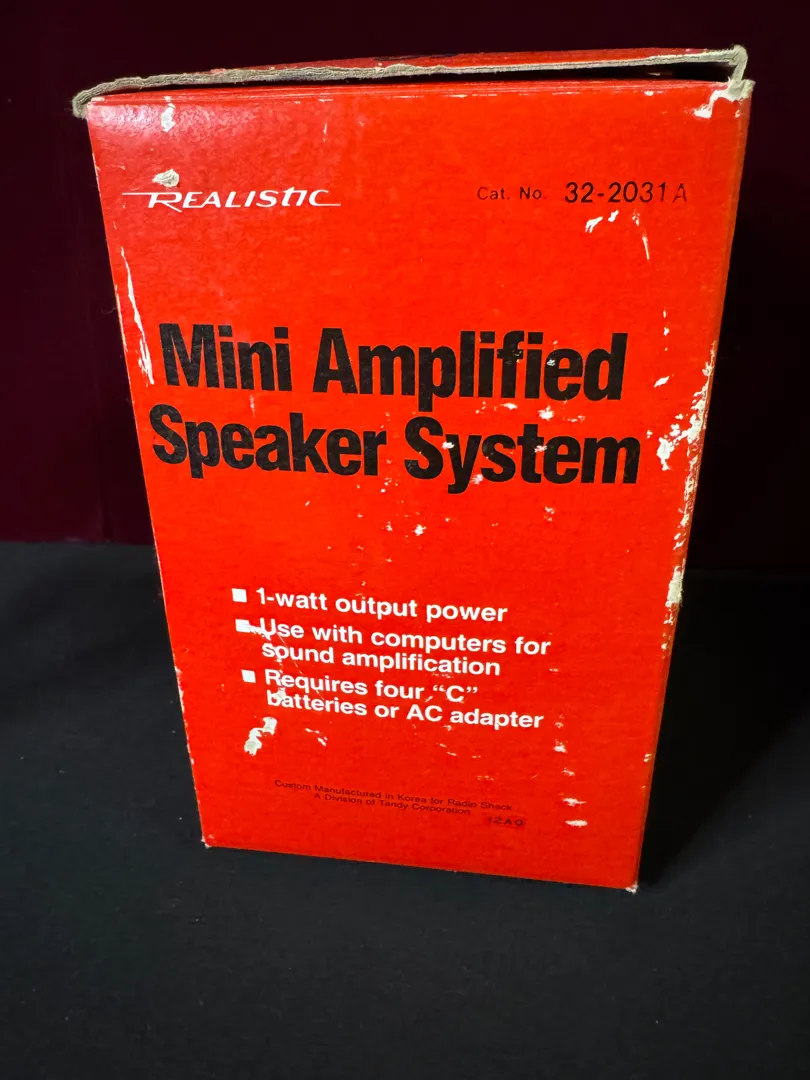 REALISTIC
Cat. No. 32-2031A
Mini Amplified
Speaker System
1-watt output power
Use with computers for
sound amplification
Requires four “C”
batteries or AC adapter
Custom Manufactured in Korea for Radio Shack
A Division of Tandy Corporation
12A0